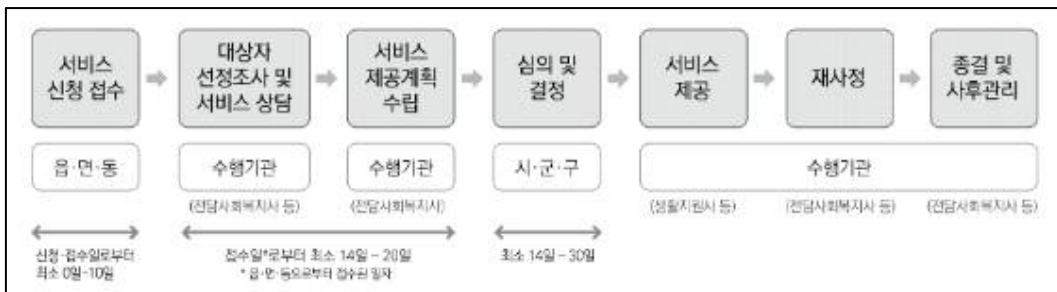 서비스
신청 접수
대상자
선정조사 및
서비스 상담
서비스
제공계획
수립
심의 및
결정
서비스
제공
재사정
종결 및
사후관리
읍·면·동
수행기관
(전담사회복지사 등)
수행기관
(전담사회복지사)
시·군·구
수행기관
(생활지원사 등)
(전담사회복지사 등)
(전담사회복지사 등)
신청·접수일로부터
최소 0일~10일
접수일*로부터 최소 14일 ~ 20일
* 읍·면·동으로부터 접수된 일자
최소 14일 ~ 30일